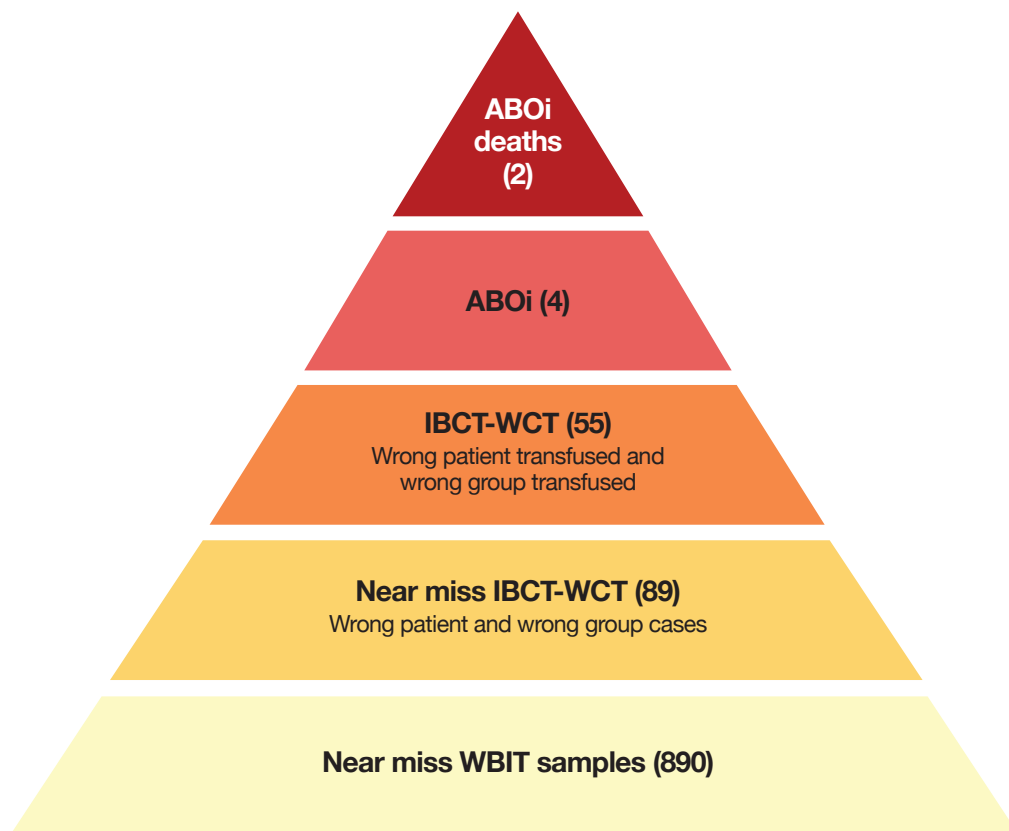 ABOi
deaths
(2)
ABOi (4)
IBCT-WCT (55)
Wrong patient transfused and
wrong group transfused
Near miss IBCT-WCT (89)
Wrong patient and wrong group cases
Near miss WBIT samples (890)